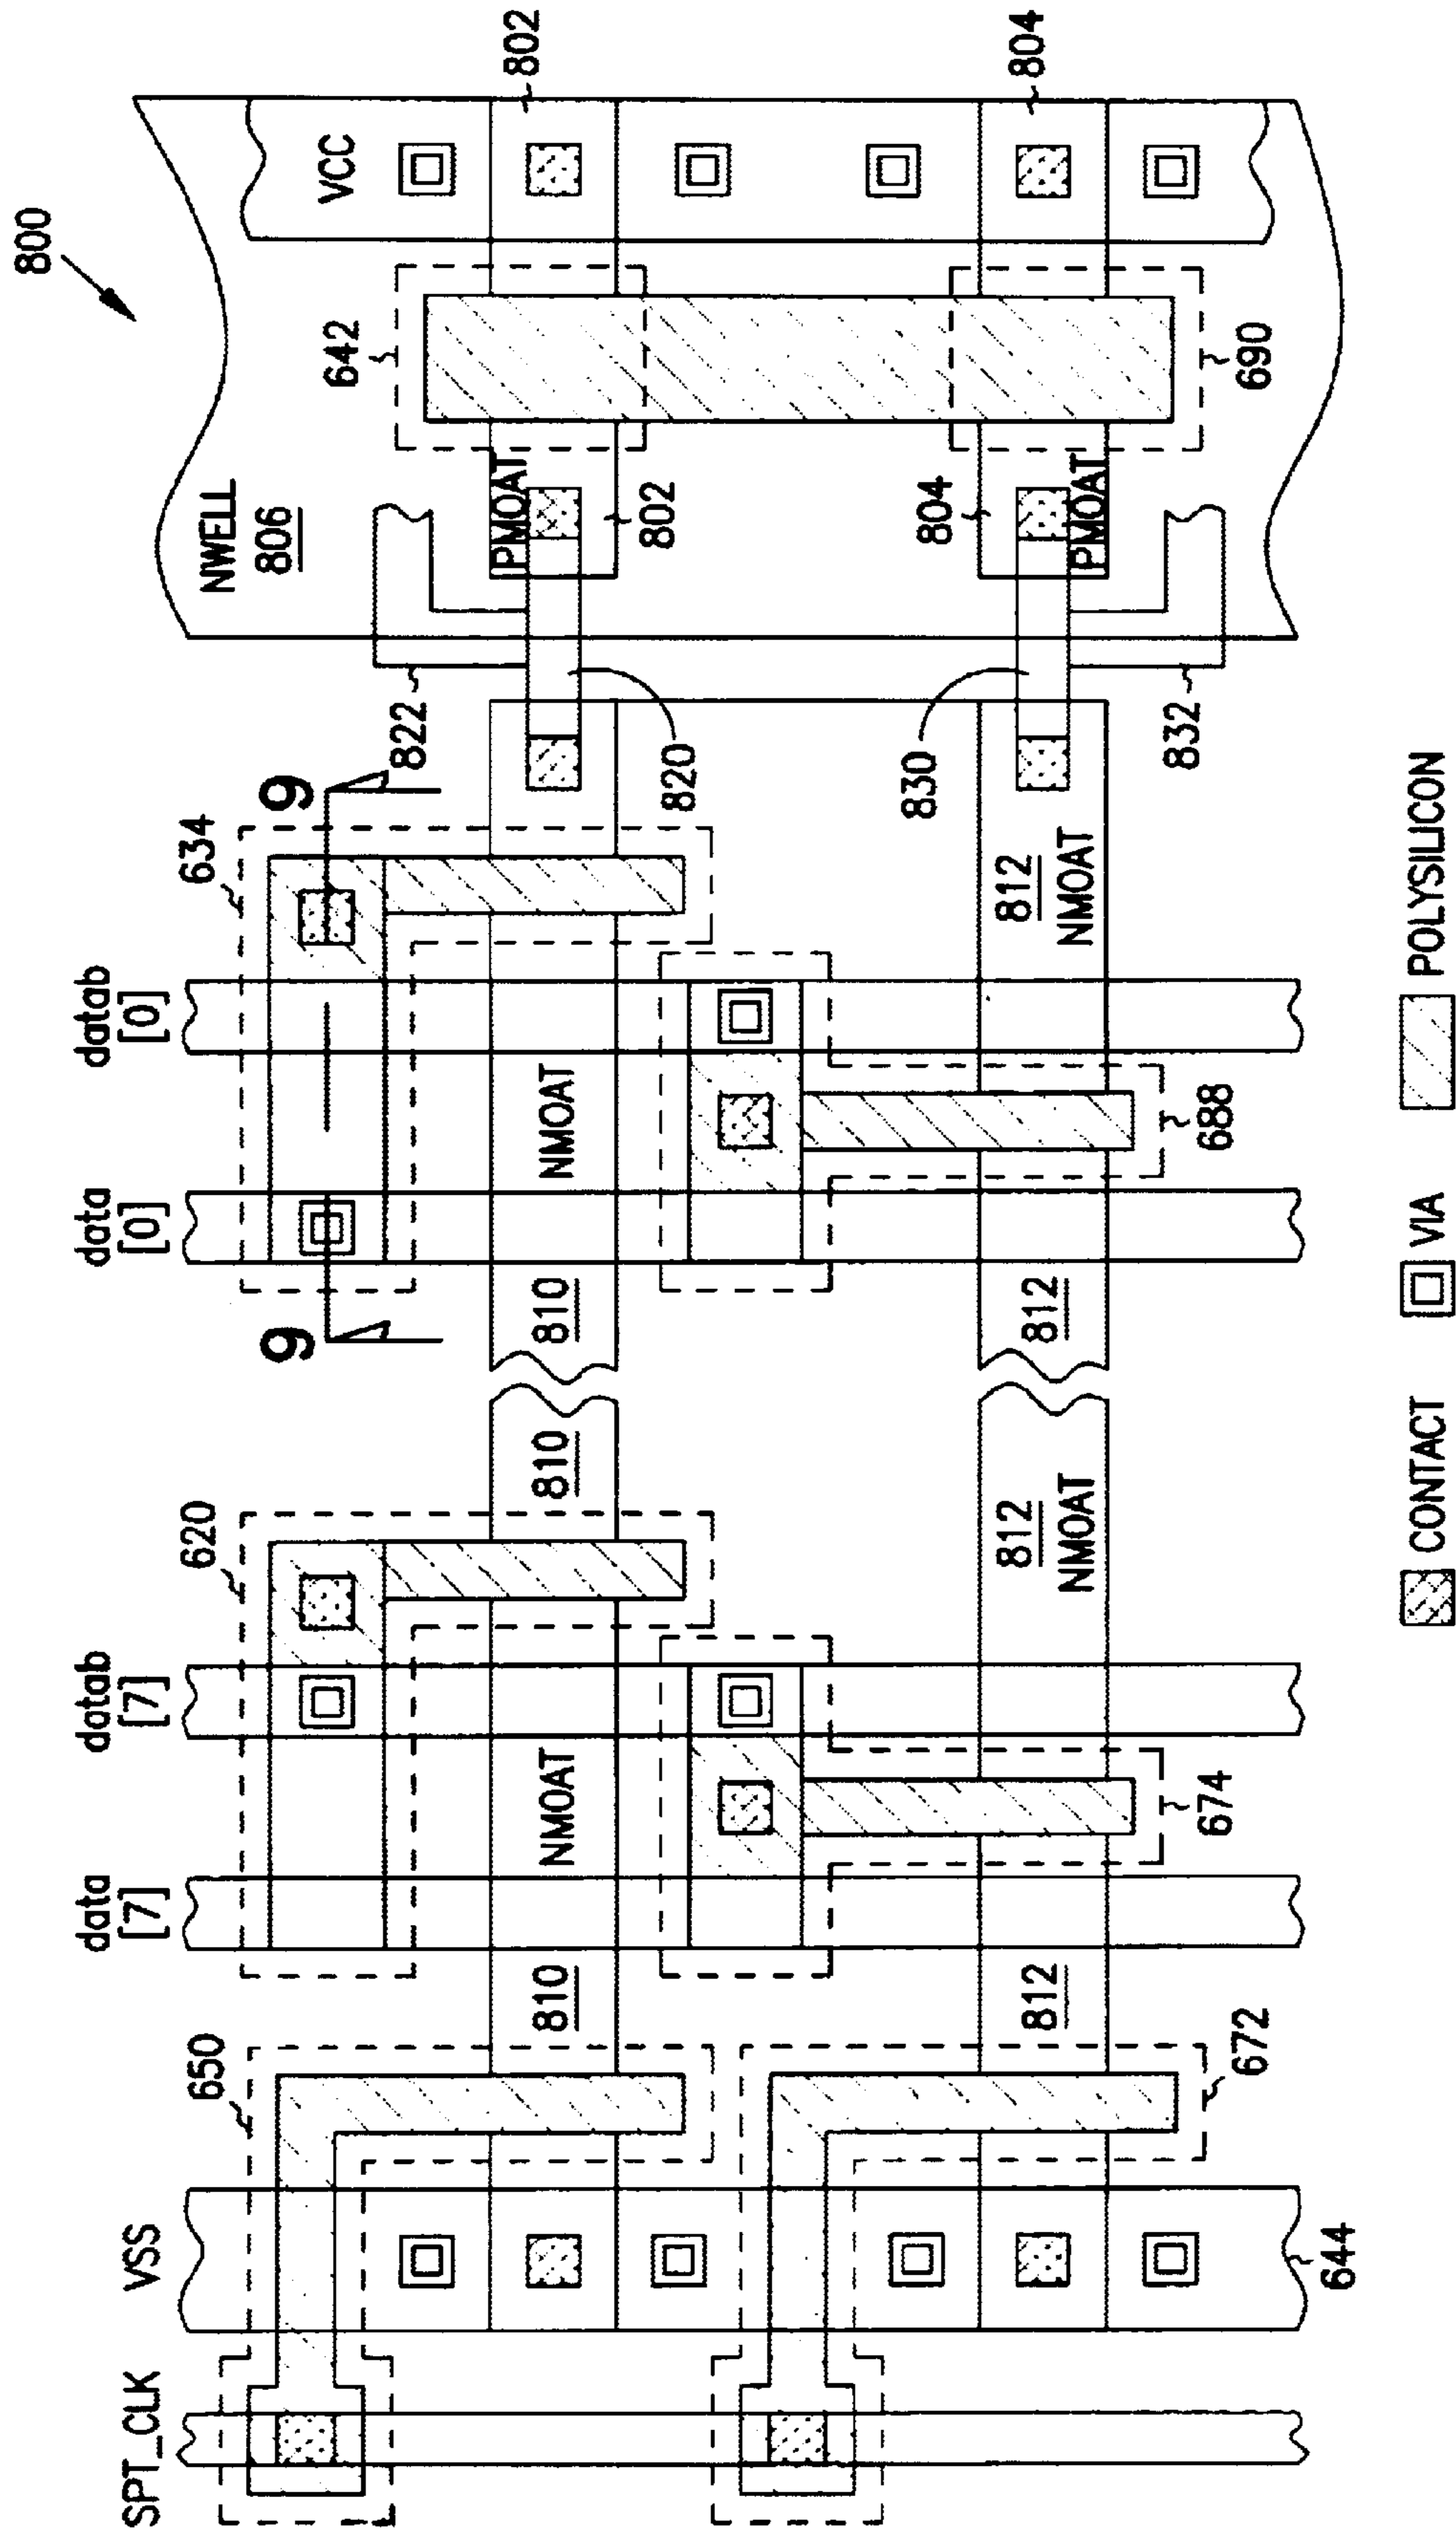 800
SPT_CLK
VSS
data
[7]
datab
[7]
data
[0]
datab
[0]
650
620
634
9
9
NWELL
806
VCC
642
802
822
810
NMOAT
810
810
NMOAT
PMOAT
802
820
830
804
PMOAT
804
812
812
NMOAT
812
812
NMOAT
644
672
674
688
832
690
CONTACT
VIA
POLYSILICON